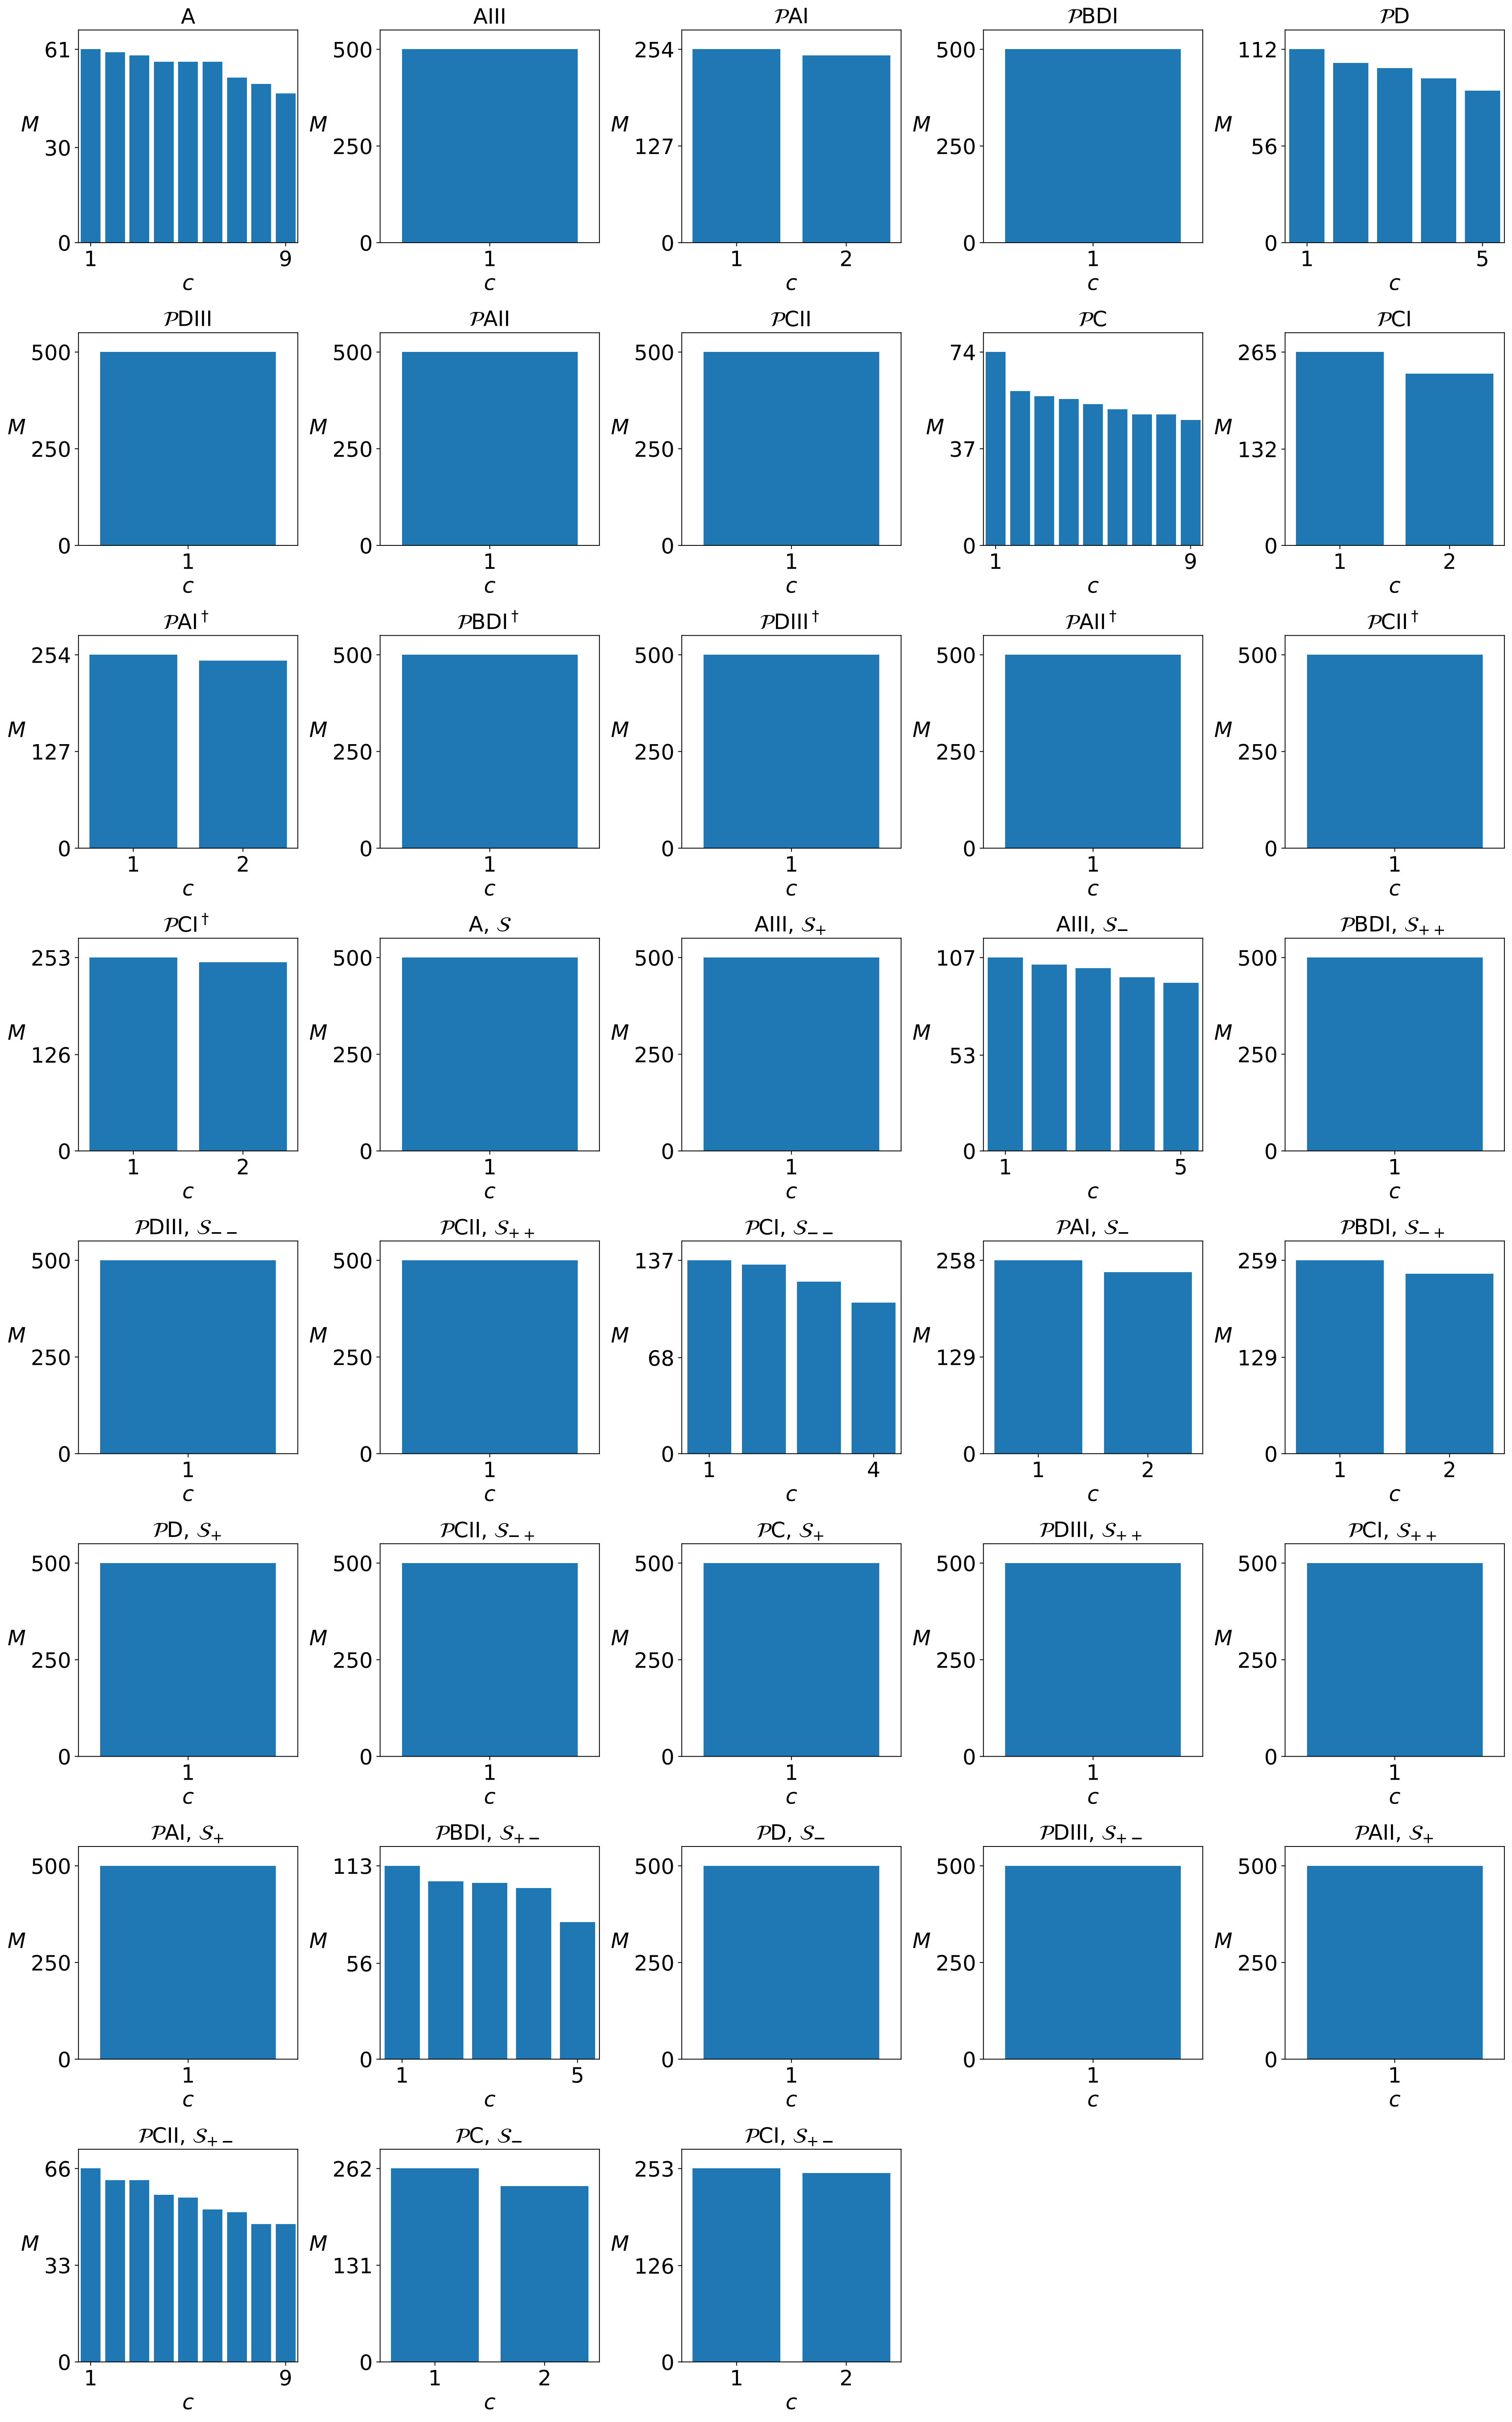 A AIII 𝒫AI 𝒫BDI 𝒫D
61 500 254 500 112
M M M M M
30 250 127 250 56
0 0 0 0 0
1 9 1 1 2 1 1 5
c c c c c
𝒫DIII 𝒫AII 𝒫CII 𝒫C 𝒫CI
500 500 500 74 265
M M M M M
250 250 250 37 132
0 0 0 0 0
1 1 1 1 9 1 2
c c c c c
𝒫AI† 𝒫BDI† 𝒫DIII† 𝒫AII† 𝒫CII†
254 500 500 500 500
M M M M M
127 250 250 250 250
0 0 0 0 0
1 2 1 1 1 1
c c c c c
𝒫CI† A, 𝒮 AIII, 𝒮₊ AIII, 𝒮₋ 𝒫BDI, 𝒮₊₊
253 500 500 107 500
M M M M M
126 250 250 53 250
0 0 0 0 0
1 2 1 1 1 5 1
c c c c c
𝒫DIII, 𝒮₋₋ 𝒫CII, 𝒮₊₊ 𝒫CI, 𝒮₋₋ 𝒫AI, 𝒮₋ 𝒫BDI, 𝒮₋₊
500 500 137 258 259
M M M M M
250 250 68 129 129
0 0 0 0 0
1 1 1 4 1 2 1 2
c c c c c
𝒫D, 𝒮₊ 𝒫CII, 𝒮₋₊ 𝒫C, 𝒮₊ 𝒫DIII, 𝒮₊₊ 𝒫CI, 𝒮₊₊
500 500 500 500 500
M M M M M
250 250 250 250 250
0 0 0 0 0
1 1 1 1 1
c c c c c
𝒫AI, 𝒮₊ 𝒫BDI, 𝒮₊₋ 𝒫D, 𝒮₋ 𝒫DIII, 𝒮₊₋ 𝒫AII, 𝒮₊
500 113 500 500 500
M M M M M
250 56 250 250 250
0 0 0 0 0
1 1 5 1 1 1
c c c c c
𝒫CII, 𝒮₊₋ 𝒫C, 𝒮₋ 𝒫CI, 𝒮₊₋
66 262 253
M M M
33 131 126
0 0 0
1 9 1 2 1 2
c c c